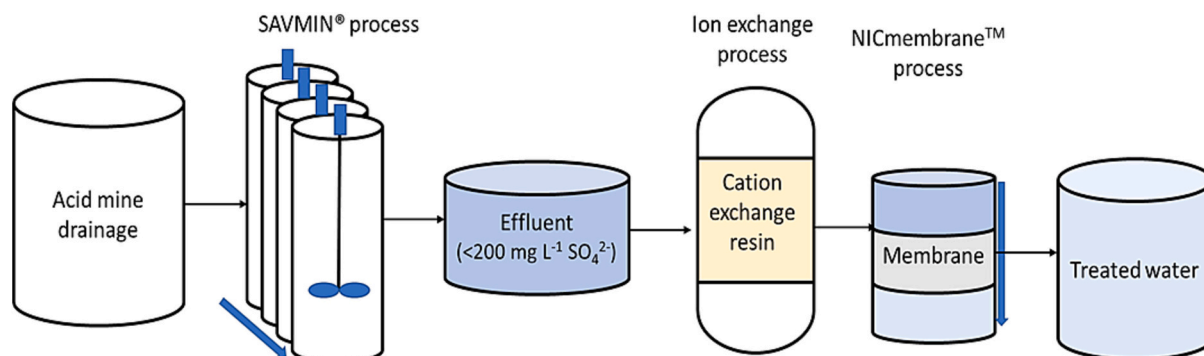 SAVMIN® process
Ion exchange
process
NICmembrane™
process
Acid mine
drainage
Effluent
(<200 mg L⁻¹ SO₄²⁻)
Cation
exchange
resin
Membrane
Treated water